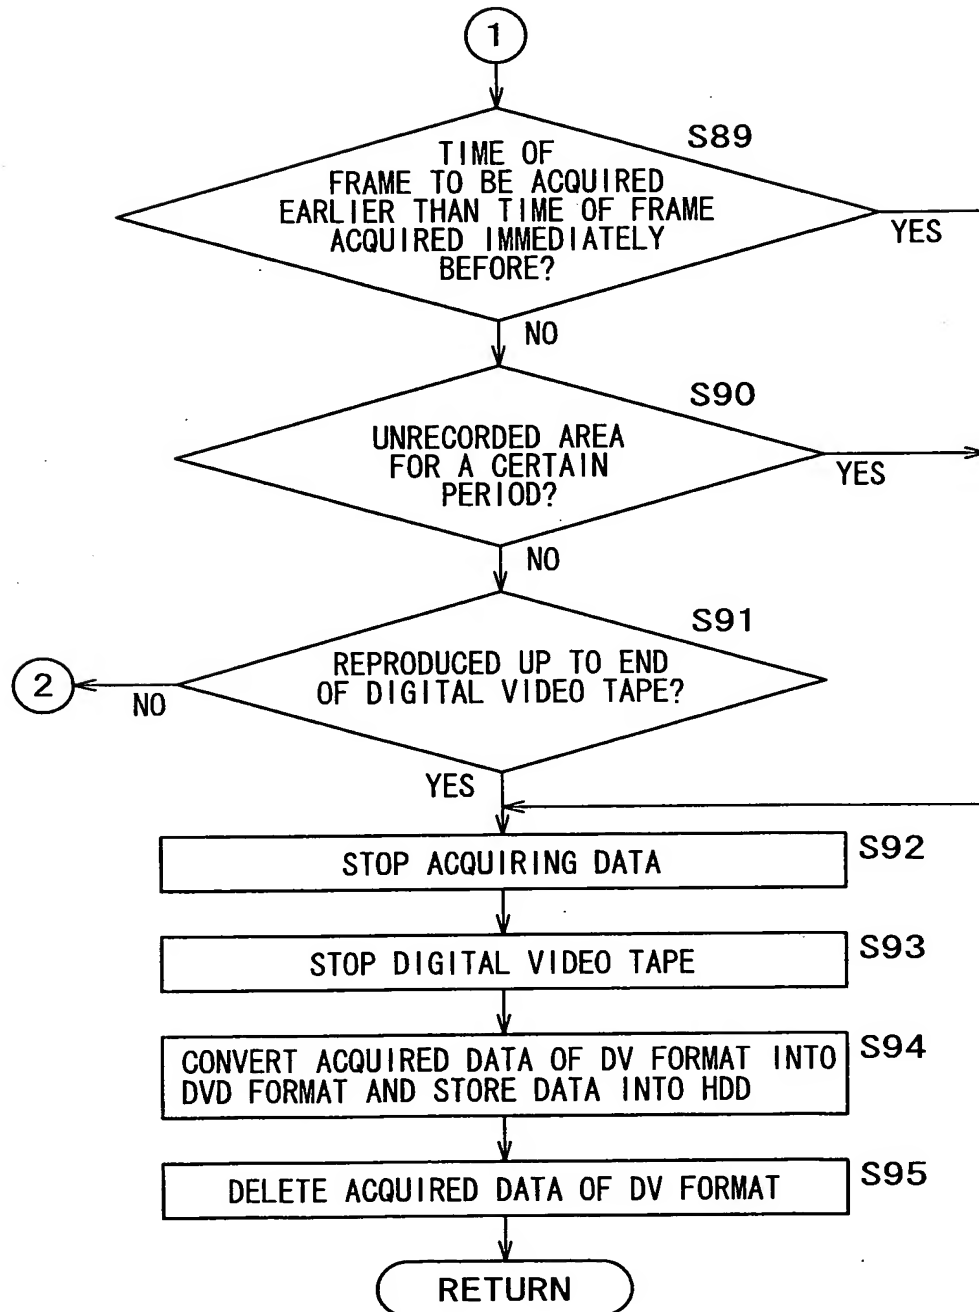 1
S89
TIME OF
FRAME TO BE ACQUIRED
EARLIER THAN TIME OF FRAME
ACQUIRED IMMEDIATELY
BEFORE?
YES
NO
S90
UNRECORDED AREA
FOR A CERTAIN
PERIOD?
YES
NO
S91
REPRODUCED UP TO END
OF DIGITAL VIDEO TAPE?
2
NO
YES
STOP ACQUIRING DATA
S92
STOP DIGITAL VIDEO TAPE
S93
CONVERT ACQUIRED DATA OF DV FORMAT INTO
DVD FORMAT AND STORE DATA INTO HDD
S94
DELETE ACQUIRED DATA OF DV FORMAT
S95
RETURN